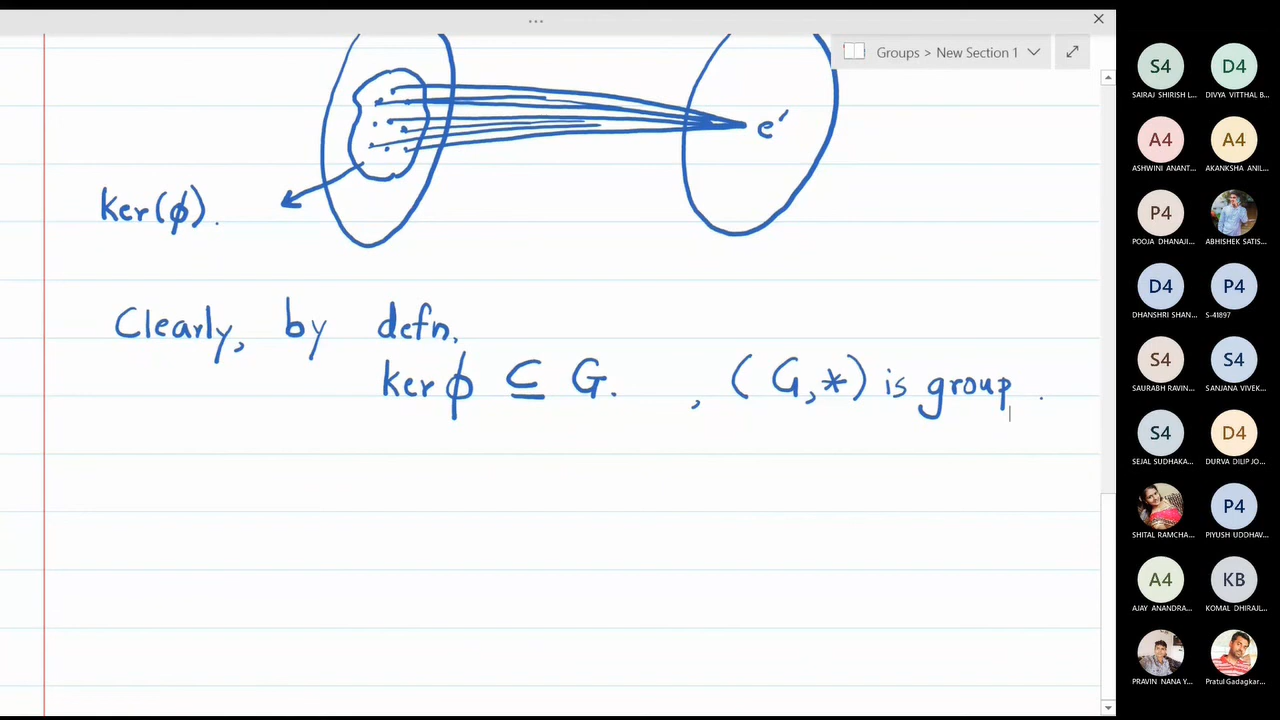 Groups > New Section 1
e′
ker(ϕ).
Clearly, by defn.
ker ϕ ⊆ G. , (G,*) is group .
S4 D4
SAIRAJ SHIRISH L... DIVYA VITTHAL B...
A4 A4
ASHWINI ANANT... AKANKSHA ANIL...
P4
POOJA DHANAJI... ABHISHEK SATIS...
D4 P4
DHANSHRI SHAN... S-41897
S4 S4
SAURABH RAVIN... SANJANA VIVEK...
S4 D4
SEJAL SUDHAKA... DURVA DILIP JO...
P4
SHITAL RAMCHA... PIYUSH UDDHAV...
A4 KB
AJAY ANANDRA... KOMAL DHIRAJL...
PRAVIN NANA Y... Pratul Gadagkar...